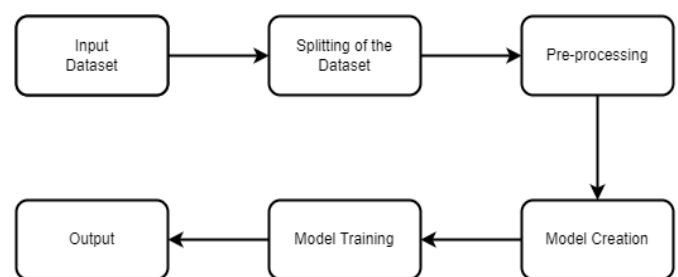 Input
Dataset
Splitting of the
Dataset
Pre-processing
Model Creation
Model Training
Output